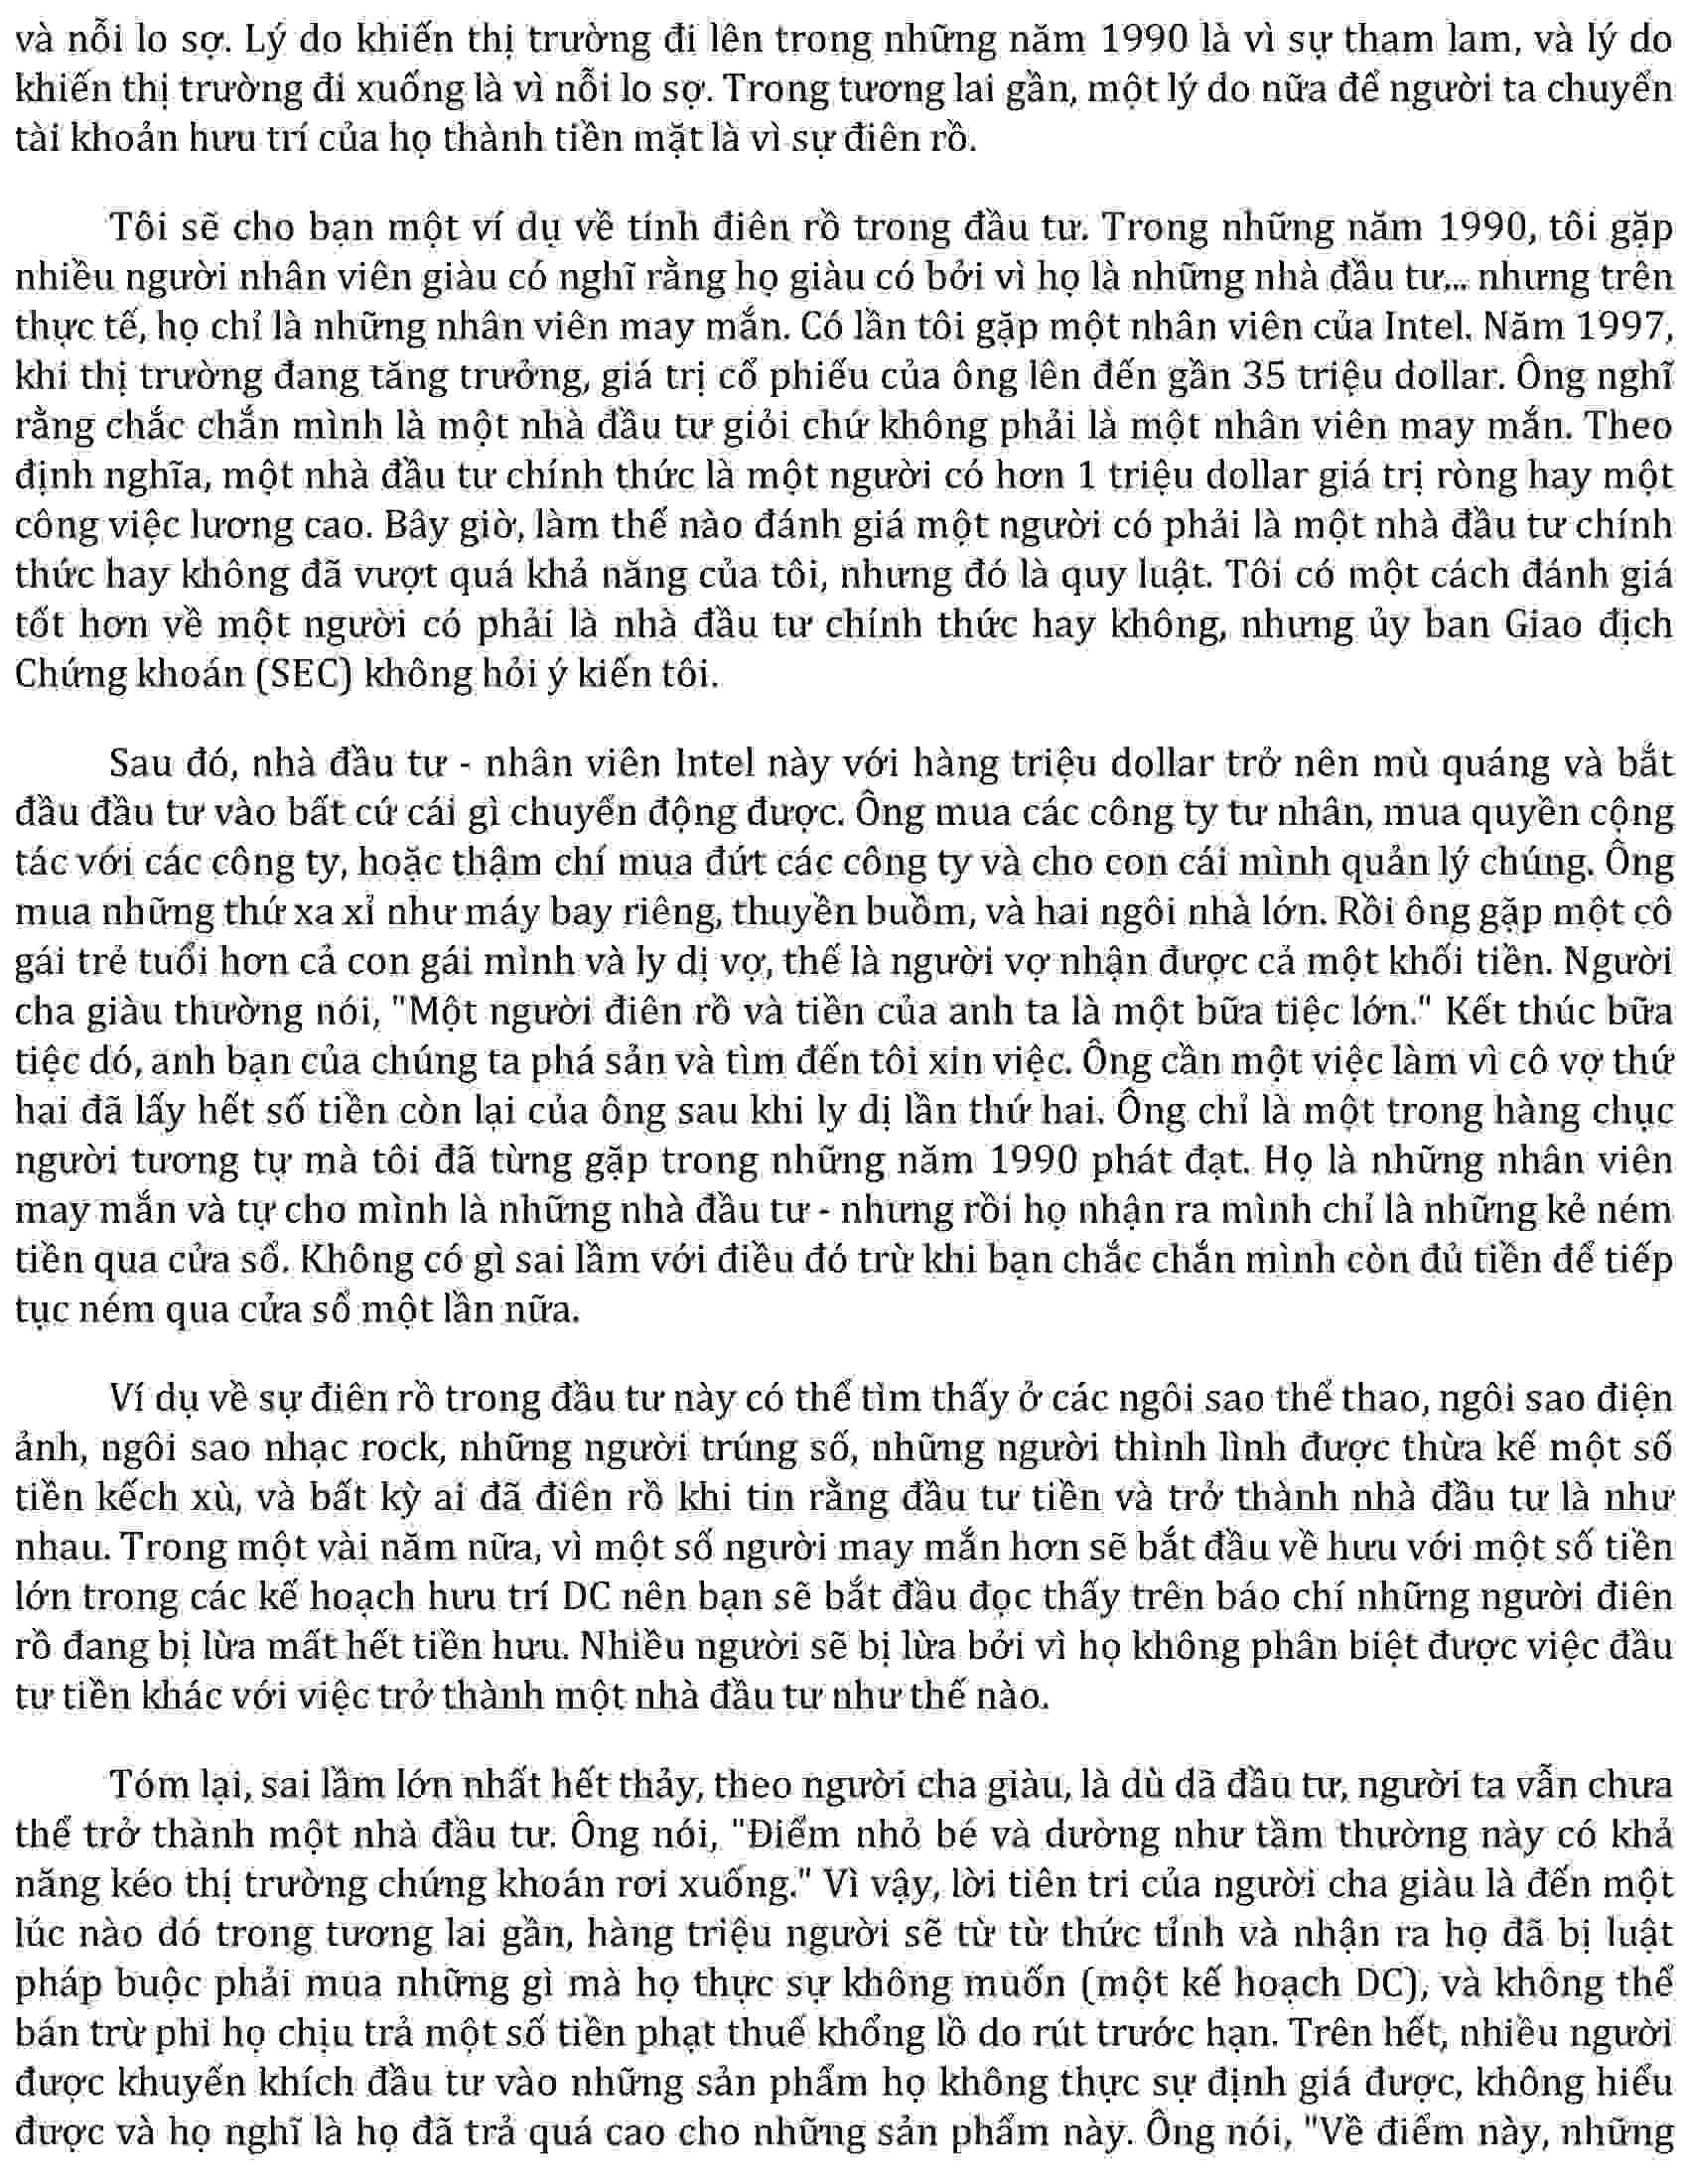 và nỗi lo sợ. Lý do khiến thị trường đi lên trong những năm 1990 là vì sự tham lam, và lý do
khiến thị trường đi xuống là vì nỗi lo sợ. Trong tương lai gần, một lý do nữa để người ta chuyển
tài khoản hưu trí của họ thành tiền mặt là vì sự điên rồ.
Tôi sẽ cho bạn một ví dụ về tính điên rồ trong đầu tư. Trong những năm 1990, tôi gặp
nhiều người nhân viên giàu có nghĩ rằng họ giàu có bởi vì họ là những nhà đầu tư... nhưng trên
thực tế, họ chỉ là những nhân viên may mắn. Có lần tôi gặp một nhân viên của Intel. Năm 1997,
khi thị trường đang tăng trưởng, giá trị cổ phiếu của ông lên đến gần 35 triệu dollar. Ông nghĩ
rằng chắc chắn mình là một nhà đầu tư giỏi chứ không phải là một nhân viên may mắn. Theo
định nghĩa, một nhà đầu tư chính thức là một người có hơn 1 triệu dollar giá trị ròng hay một
công việc lương cao. Bây giờ, làm thế nào đánh giá một người có phải là một nhà đầu tư chính
thức hay không đã vượt quá khả năng của tôi, nhưng đó là quy luật. Tôi có một cách đánh giá
tốt hơn về một người có phải là nhà đầu tư chính thức hay không, nhưng ủy ban Giao dịch
Chứng khoán (SEC) không hỏi ý kiến tôi.
Sau đó, nhà đầu tư - nhân viên Intel này với hàng triệu dollar trở nên mù quáng và bắt
đầu đầu tư vào bất cứ cái gì chuyển động được. Ông mua các công ty tư nhân, mua quyền cộng
tác với các công ty, hoặc thậm chí mua đứt các công ty và cho con cái mình quản lý chúng. Ông
mua những thứ xa xỉ như máy bay riêng, thuyền buồm, và hai ngôi nhà lớn. Rồi ông gặp một cô
gái trẻ tuổi hơn cả con gái mình và ly dị vợ, thế là người vợ nhận được cả một khối tiền. Người
cha giàu thường nói, "Một người điên rồ và tiền của anh ta là một bữa tiệc lớn." Kết thúc bữa
tiệc dó, anh bạn của chúng ta phá sản và tìm đến tôi xin việc. Ông cần một việc làm vì cô vợ thứ
hai đã lấy hết số tiền còn lại của ông sau khi ly dị lần thứ hai. Ông chỉ là một trong hàng chục
người tương tự mà tôi đã từng gặp trong những năm 1990 phát đạt. Họ là những nhân viên
may mắn và tự cho mình là những nhà đầu tư - nhưng rồi họ nhận ra mình chỉ là những kẻ ném
tiền qua cửa sổ. Không có gì sai lầm với điều đó trừ khi bạn chắc chắn mình còn đủ tiền để tiếp
tục ném qua cửa sổ một lần nữa.
Ví dụ về sự điên rồ trong đầu tư này có thể tìm thấy ở các ngôi sao thể thao, ngôi sao điện
ảnh, ngôi sao nhạc rock, những người trúng số, những người thình lình được thừa kế một số
tiền kếch xù, và bất kỳ ai đã điên rồ khi tin rằng đầu tư tiền và trở thành nhà đầu tư là như
nhau. Trong một vài năm nữa, vì một số người may mắn hơn sẽ bắt đầu về hưu với một số tiền
lớn trong các kế hoạch hưu trí DC nên bạn sẽ bắt đầu đọc thấy trên báo chí những người điên
rồ đang bị lừa mất hết tiền hưu. Nhiều người sẽ bị lừa bởi vì họ không phân biệt được việc đầu
tư tiền khác với việc trở thành một nhà đầu tư như thế nào.
Tóm lại, sai lầm lớn nhất hết thảy, theo người cha giàu, là dù dã đầu tư, người ta vẫn chưa
thể trở thành một nhà đầu tư. Ông nói, "Điểm nhỏ bé và dường như tầm thường này có khả
năng kéo thị trường chứng khoán rơi xuống." Vì vậy, lời tiên tri của người cha giàu là đến một
lúc nào dó trong tương lai gần, hàng triệu người sẽ từ từ thức tỉnh và nhận ra họ đã bị luật
pháp buộc phải mua những gì mà họ thực sự không muốn (một kế hoạch DC), và không thể
bán trừ phi họ chịu trả một số tiền phạt thuế khổng lồ do rút trước hạn. Trên hết, nhiều người
được khuyến khích đầu tư vào những sản phẩm họ không thực sự định giá được, không hiểu
được và họ nghĩ là họ đã trả quá cao cho những sản phẩm này. Ông nói, "Về điểm này, những